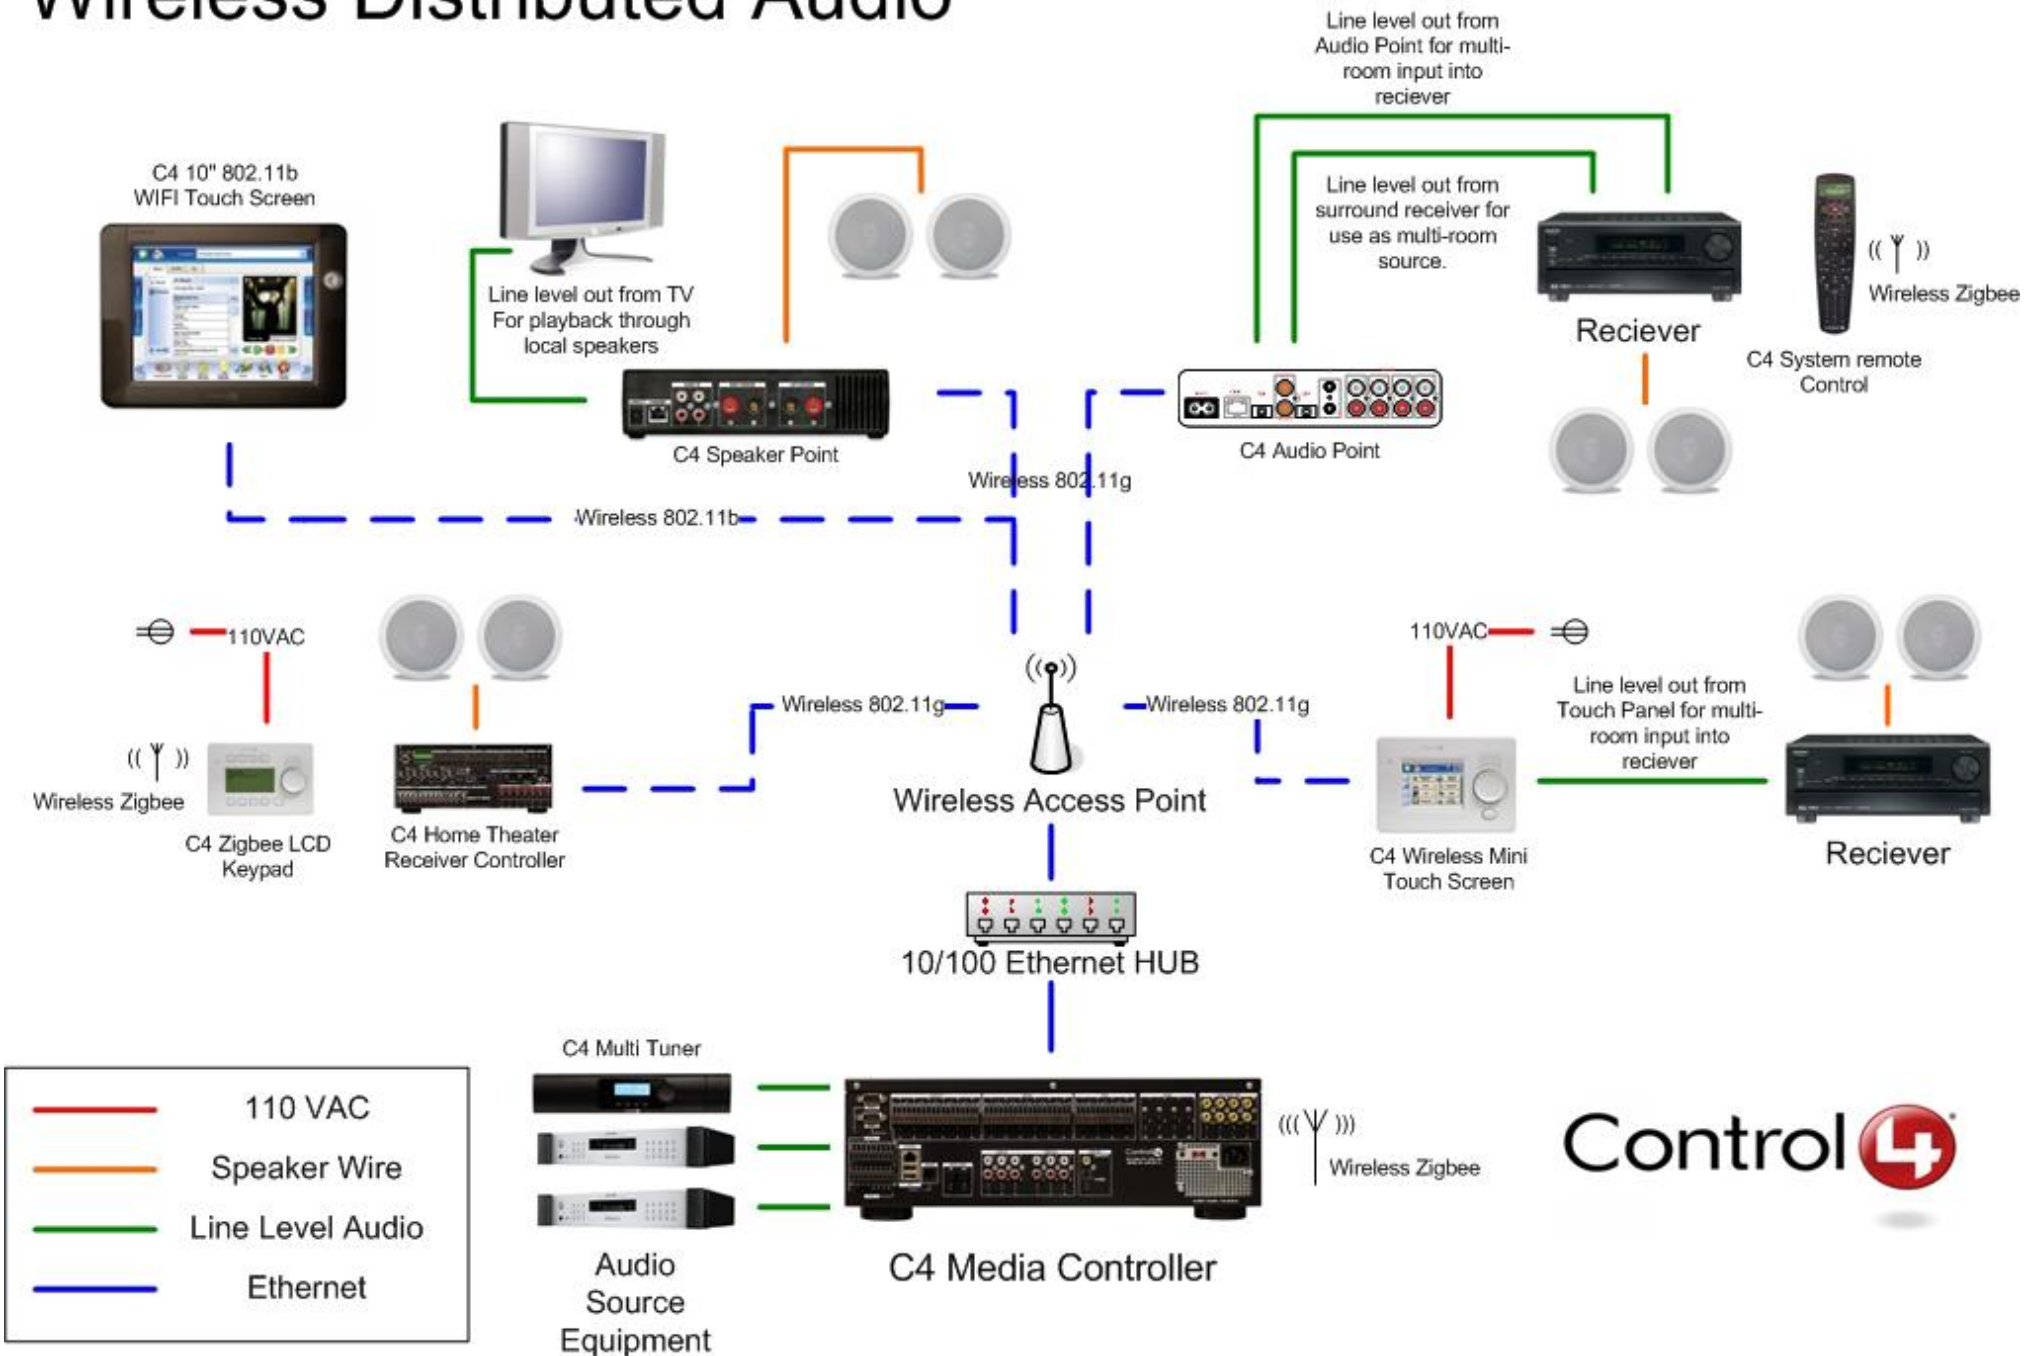 Wireless Distributed Audio
Line level out from
Audio Point for multi-
room input into
reciever
C4 10" 802.11b
WIFI Touch Screen
Line level out from
surround receiver for
use as multi-room
source.
Wireless Zigbee
Line level out from TV
For playback through
local speakers
Reciever
C4 System remote
Control
C4 Speaker Point
C4 Audio Point
Wireless 802.11g
Wireless 802.11b
110VAC
110VAC
Wireless 802.11g
Wireless 802.11g
Line level out from
Touch Panel for multi-
room input into
reciever
Wireless Zigbee
C4 Zigbee LCD
Keypad
C4 Home Theater
Receiver Controller
Wireless Access Point
C4 Wireless Mini
Touch Screen
Reciever
10/100 Ethernet HUB
C4 Multi Tuner
110 VAC
Speaker Wire
Line Level Audio
Ethernet
Wireless Zigbee
Control4
Audio
Source
Equipment
C4 Media Controller